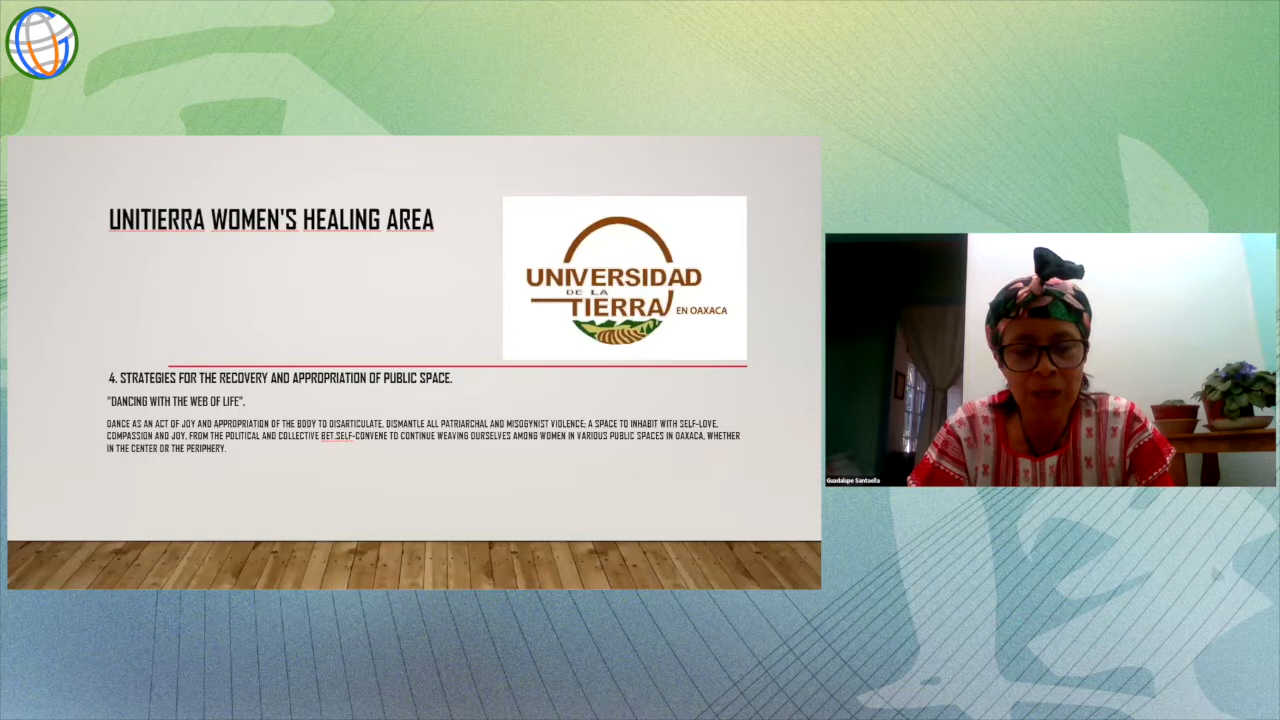 UNITIERRA WOMEN'S HEALING AREA
UNIVERSIDAD
DE LA
TIERRA
EN OAXACA
4. STRATEGIES FOR THE RECOVERY AND APPROPRIATION OF PUBLIC SPACE.
"DANCING WITH THE WEB OF LIFE".
DANCE AS AN ACT OF JOY AND APPROPRIATION OF THE BODY TO DISARTICULATE, DISMANTLE ALL PATRIARCHAL AND MISOGYNIST VIOLENCE; A SPACE TO INHABIT WITH SELF-LOVE,
COMPASSION AND JOY, FROM THE POLITICAL AND COLLECTIVE BET.SELF-CONVENE TO CONTINUE WEAVING OURSELVES AMONG WOMEN IN VARIOUS PUBLIC SPACES IN OAXACA, WHETHER
IN THE CENTER OR THE PERIPHERY.
Guadalupe Santaella